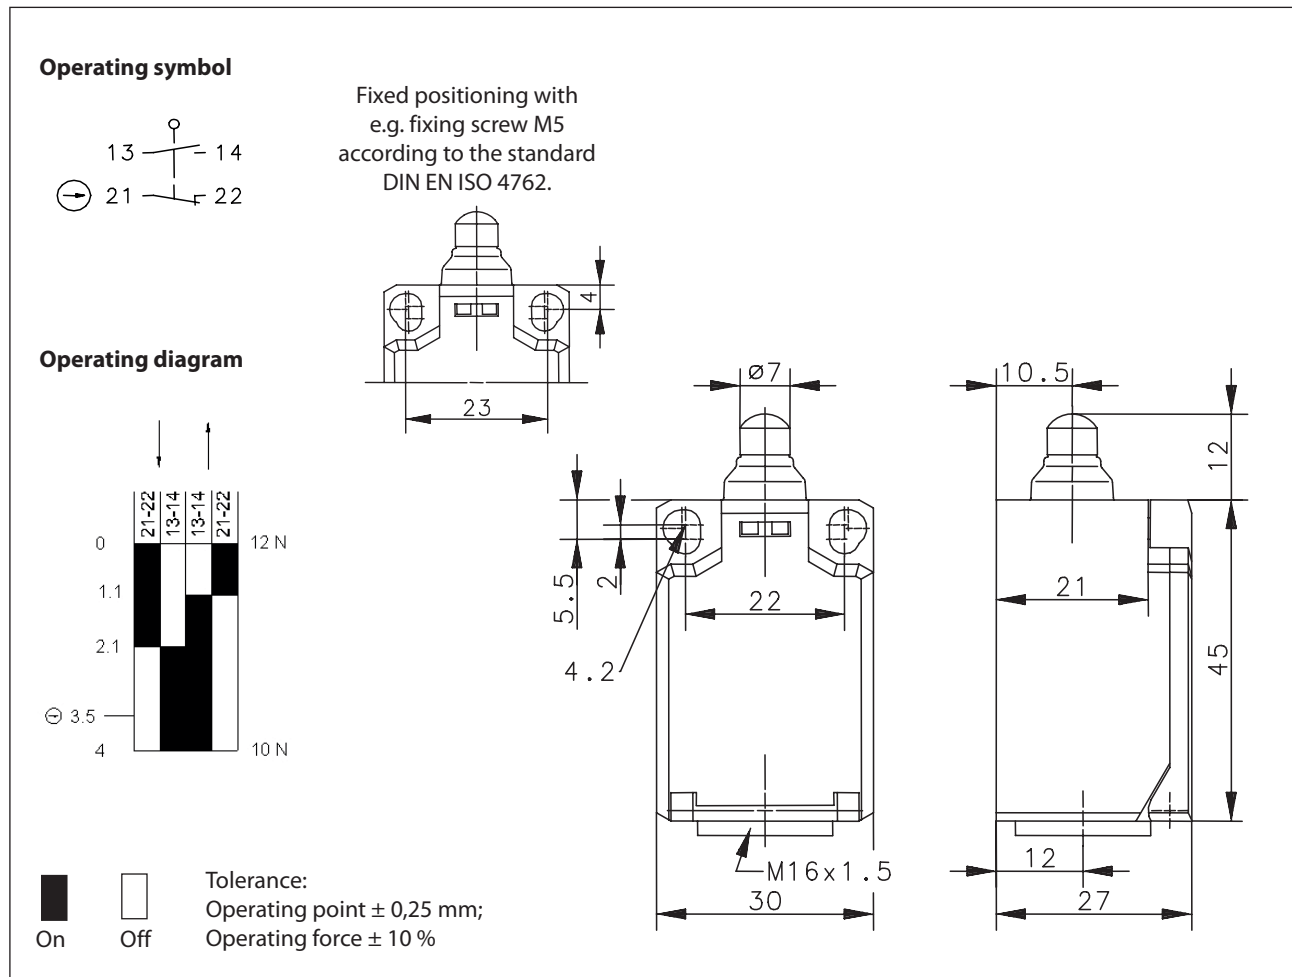 Operating symbol
13
14
21
22
Fixed positioning with
e.g. fixing screw M5
according to the standard
DIN EN ISO 4762.
4
23
Operating diagram
21-22
13-14
13-14
21-22
0
12 N
1.1
2.1
3.5
4
10 N
On
Off
Tolerance:
Operating point ± 0,25 mm;
Operating force ± 10 %
ø7
5.5
2
22
4.2
M16x1.5
30
10.5
12
21
45
12
27